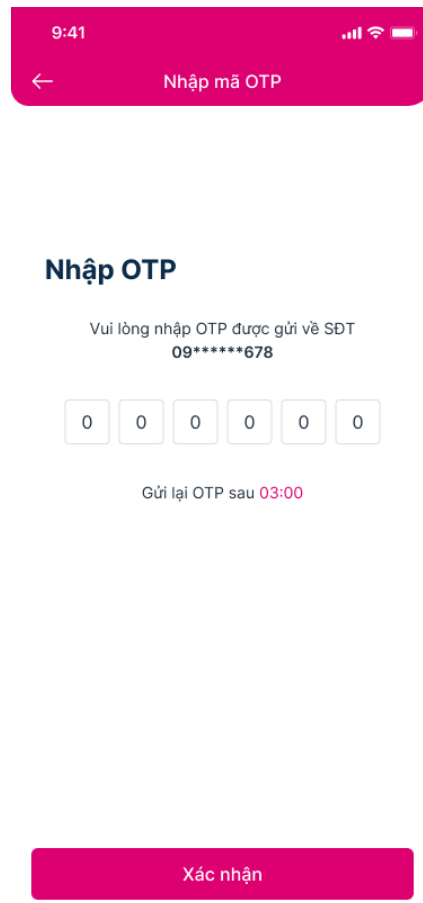 9:41
Nhập mã OTP
Nhập OTP
Vui lòng nhập OTP được gửi về SĐT
09******678
0 0 0 0 0 0
Gửi lại OTP sau 03:00
Xác nhận